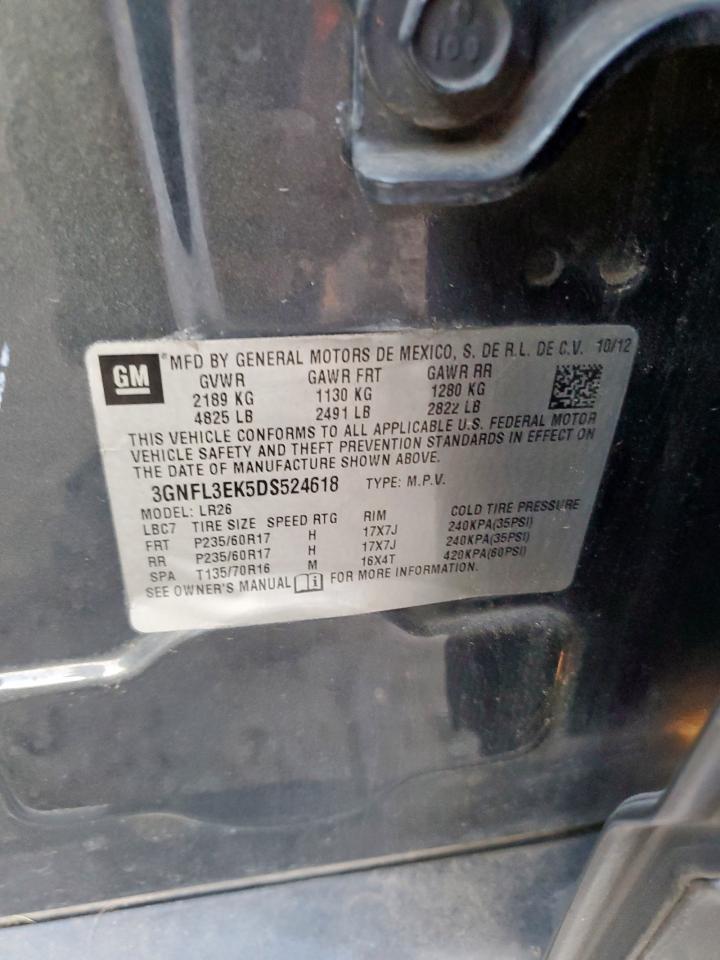 100
GM
®MFD BY GENERAL MOTORS DE MEXICO, S. DE R.L. DE C.V. 10/12
GVWR GAWR FRT GAWR RR
2189 KG 1130 KG 1280 KG
4825 LB 2491 LB 2822 LB
THIS VEHICLE CONFORMS TO ALL APPLICABLE U.S. FEDERAL MOTOR
VEHICLE SAFETY AND THEFT PREVENTION STANDARDS IN EFFECT ON
THE DATE OF MANUFACTURE SHOWN ABOVE.
3GNFL3EK5DS524618 TYPE: M.P.V.
MODEL: LR26
LBC7 TIRE SIZE SPEED RTG RIM COLD TIRE PRESSURE
FRT P235/60R17 H 17X7J 240KPA(35PSI)
RR P235/60R17 H 17X7J 240KPA(35PSI)
SPA T135/70R16 M 16X4T 420KPA(60PSI)
SEE OWNER'S MANUAL i FOR MORE INFORMATION.